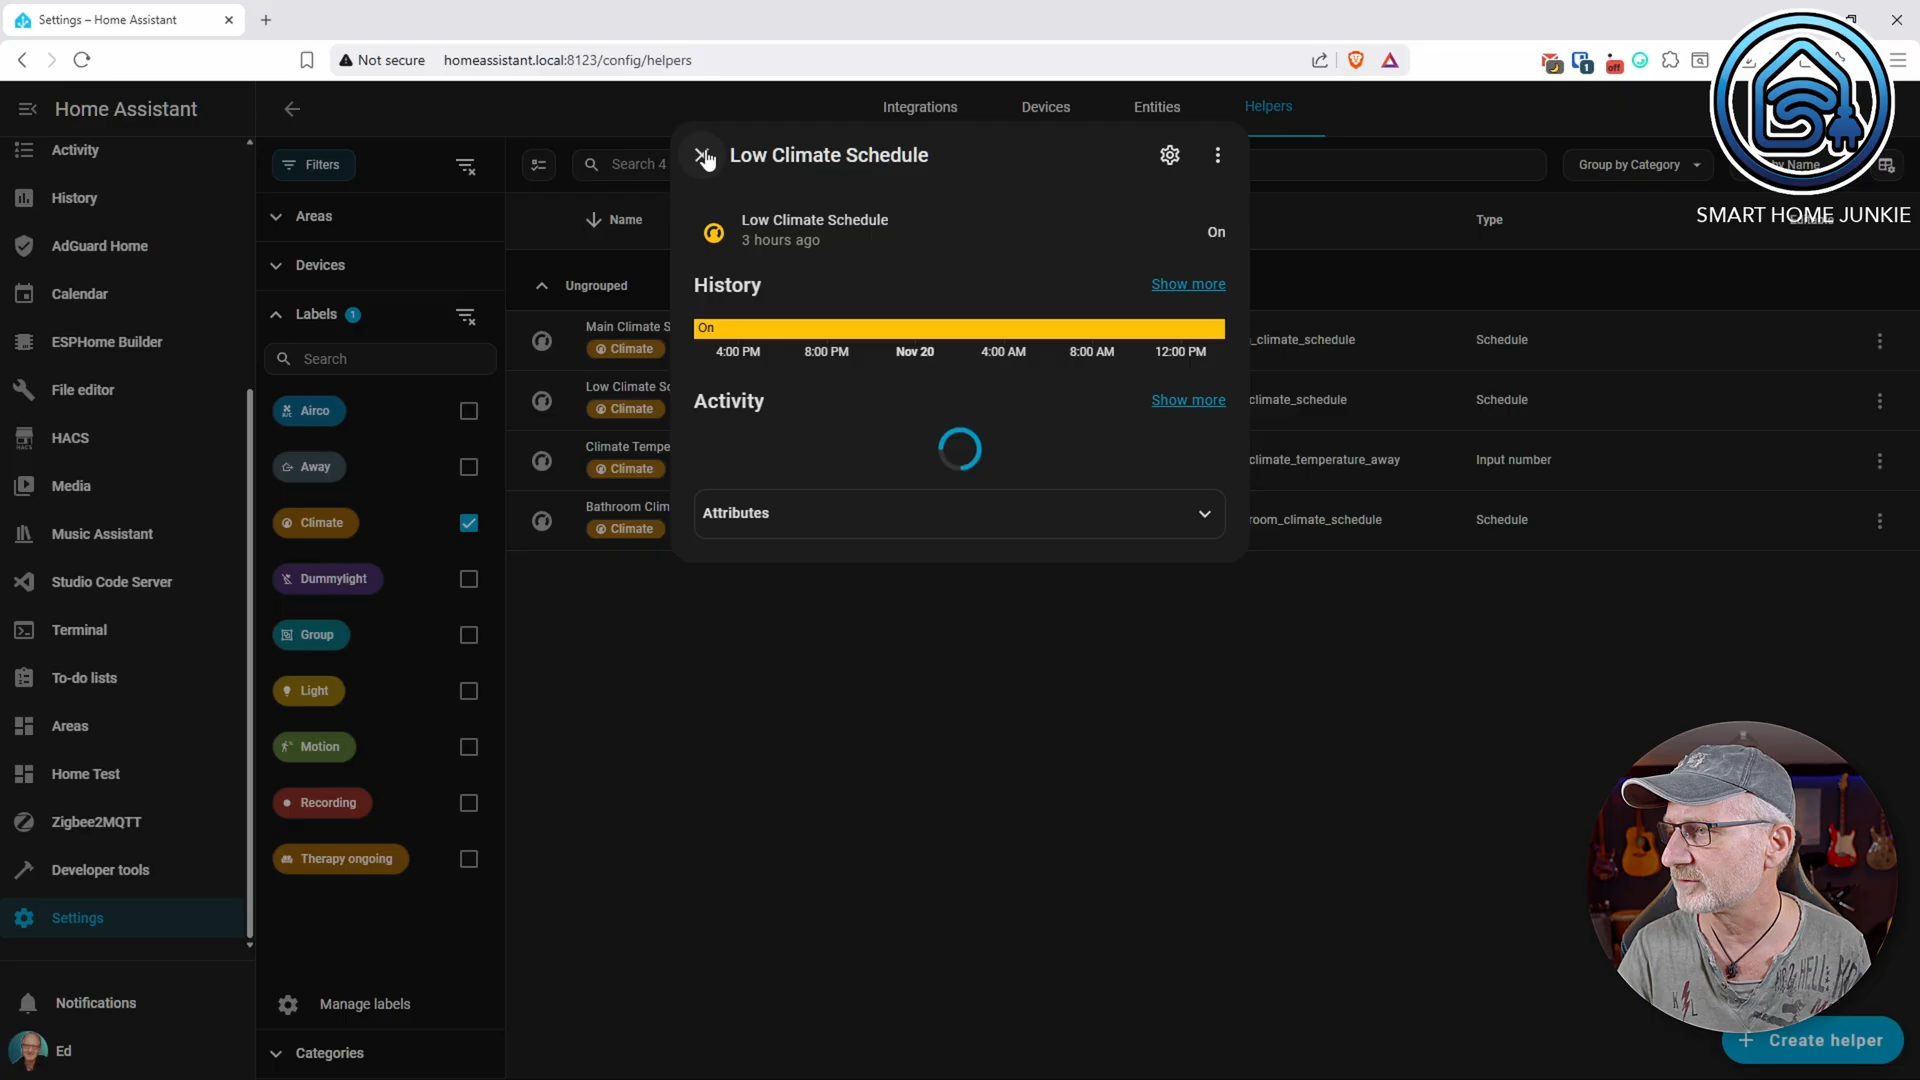 Settings – Home Assistant
Not secure
homeassistant.local:8123/config/helpers
1
off
SMART HOME JUNKIE
Home Assistant
Activity
History
AdGuard Home
Calendar
ESPHome Builder
File editor
HACS
Media
Music Assistant
Studio Code Server
Terminal
To-do lists
Areas
Home Test
Zigbee2MQTT
Developer tools
Settings
Notifications
Ed
Integrations
Devices
Entities
Helpers
Filters
Areas
Devices
Labels 1
Search
Airco
Away
Climate
Dummylight
Group
Light
Motion
Recording
Therapy ongoing
Manage labels
Categories
Search 4
Group by Category
by Name
Name
Type
Ungrouped
Main Climate S
Climate
_climate_schedule
Schedule
Low Climate Sc
Climate
climate_schedule
Schedule
Climate Tempe
Climate
climate_temperature_away
Input number
Bathroom Clim
Climate
room_climate_schedule
Schedule
Low Climate Schedule
Low Climate Schedule
3 hours ago
On
History
Show more
On
4:00 PM 8:00 PM Nov 20 4:00 AM 8:00 AM 12:00 PM
Activity
Show more
Attributes
Create helper